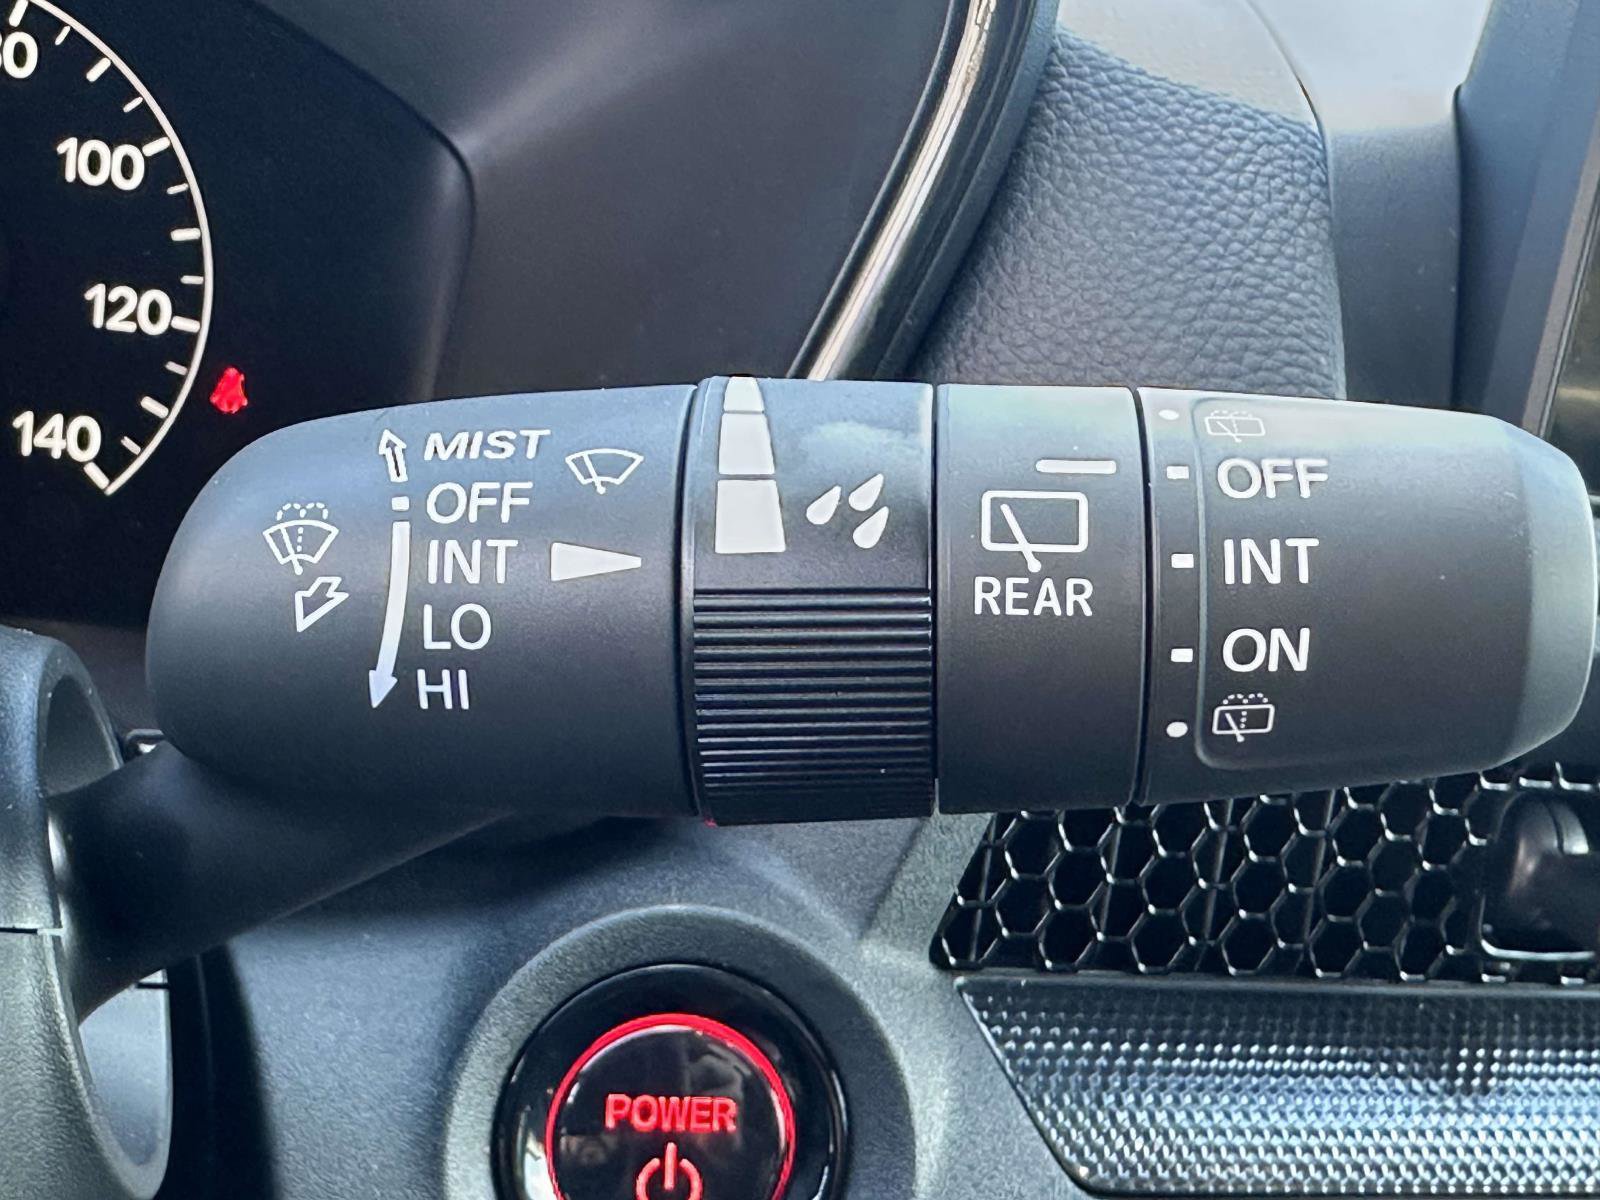 100
120
140
MIST
OFF
INT
LO
HI
REAR
OFF
INT
ON
POWER